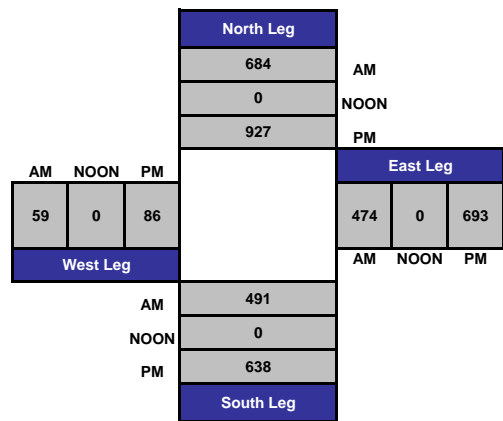 North Leg
684 AM
0 NOON
927 PM
AM NOON PM East Leg
59 0 86 474 0 693
West Leg AM NOON PM
AM 491
NOON 0
PM 638
South Leg